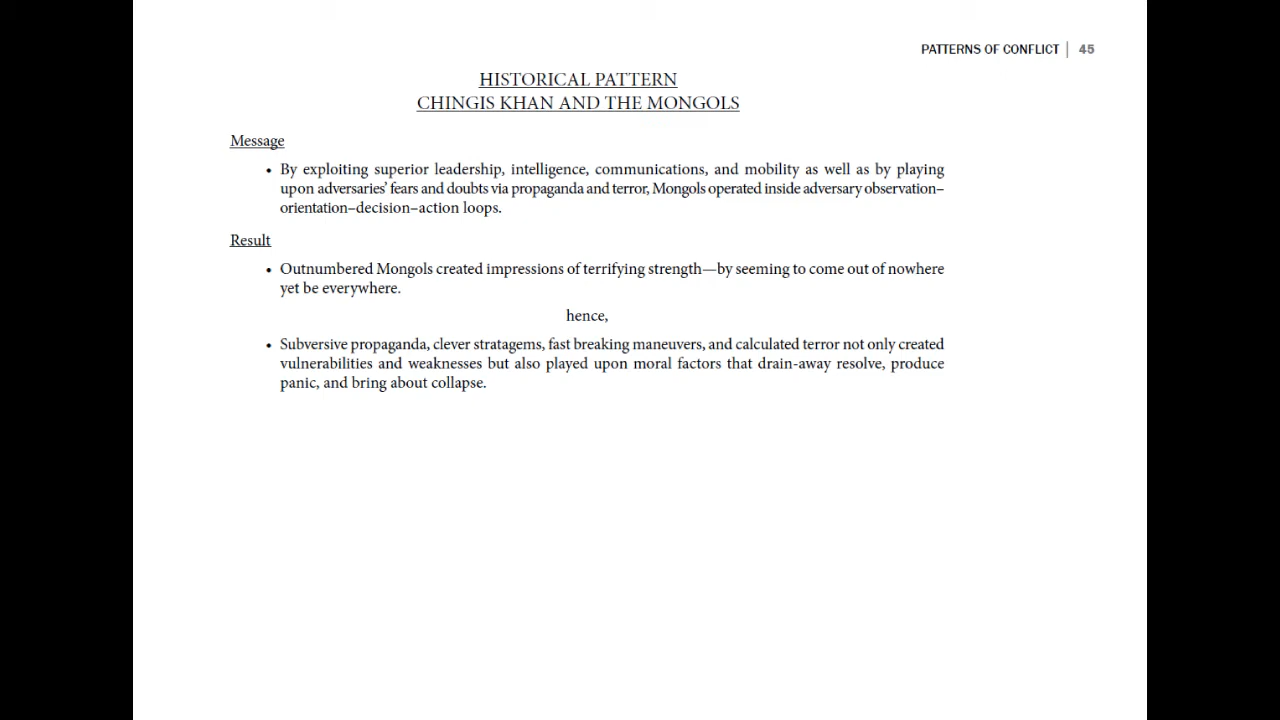 PATTERNS OF CONFLICT | 45
HISTORICAL PATTERN
CHINGIS KHAN AND THE MONGOLS
Message
• By exploiting superior leadership, intelligence, communications, and mobility as well as by playing
upon adversaries' fears and doubts via propaganda and terror, Mongols operated inside adversary observation–
orientation–decision–action loops.
Result
• Outnumbered Mongols created impressions of terrifying strength—by seeming to come out of nowhere
yet be everywhere.
hence,
• Subversive propaganda, clever stratagems, fast breaking maneuvers, and calculated terror not only created
vulnerabilities and weaknesses but also played upon moral factors that drain-away resolve, produce
panic, and bring about collapse.